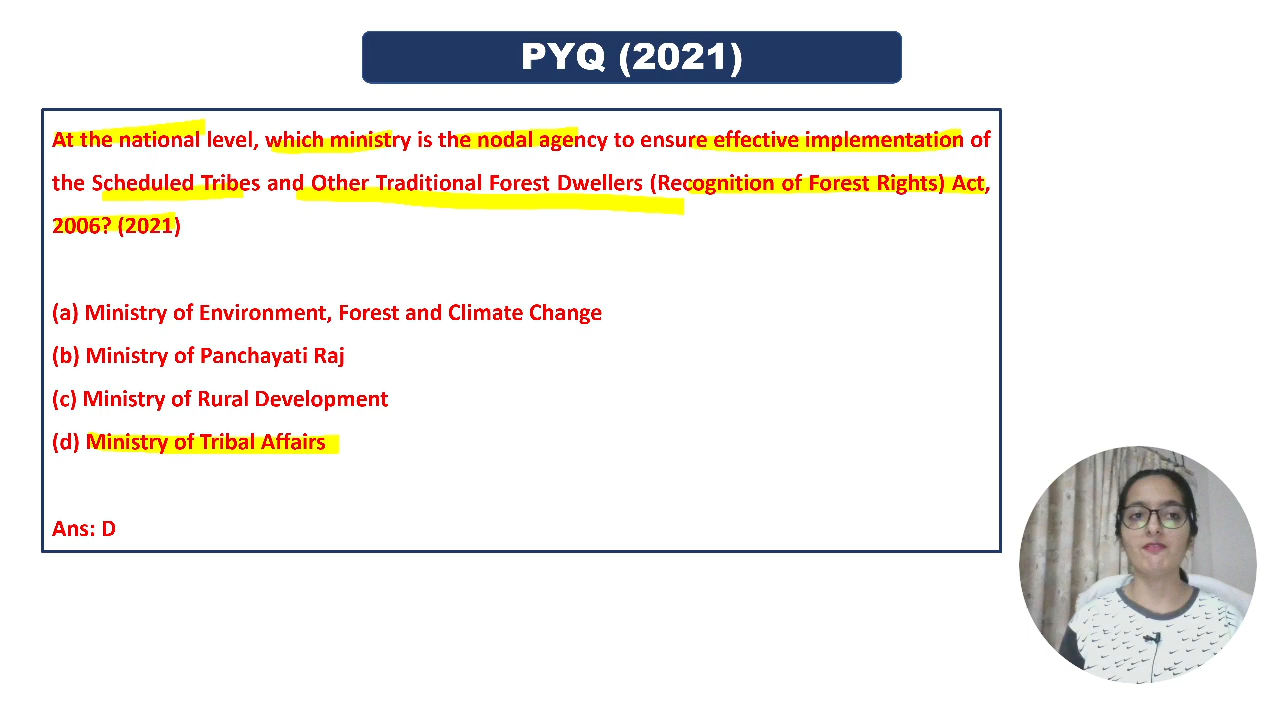 PYQ (2021)
At the national level, which ministry is the nodal agency to ensure effective implementation of
the Scheduled Tribes and Other Traditional Forest Dwellers (Recognition of Forest Rights) Act,
2006? (2021)
(a) Ministry of Environment, Forest and Climate Change
(b) Ministry of Panchayati Raj
(c) Ministry of Rural Development
(d) Ministry of Tribal Affairs
Ans: D